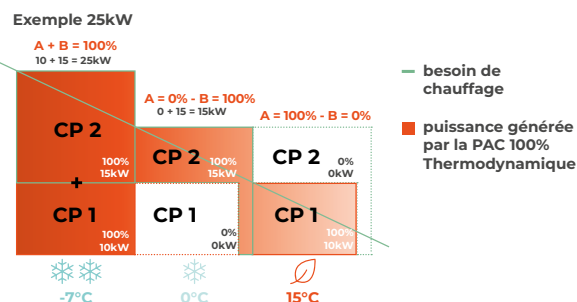 Exemple 25kW
A + B = 100%
10 + 15 = 25kW
A = 0% - B = 100%
0 + 15 = 15kW
A = 100% - B = 0%
CP 2
100%
15kW
+
CP 1
100%
10kW
CP 2
100%
15kW
CP 1
0%
0kW
CP 2
0%
0kW
CP 1
100%
10kW
-7°C
0°C
15°C
besoin de
chauffage
puissance générée
par la PAC 100%
Thermodynamique